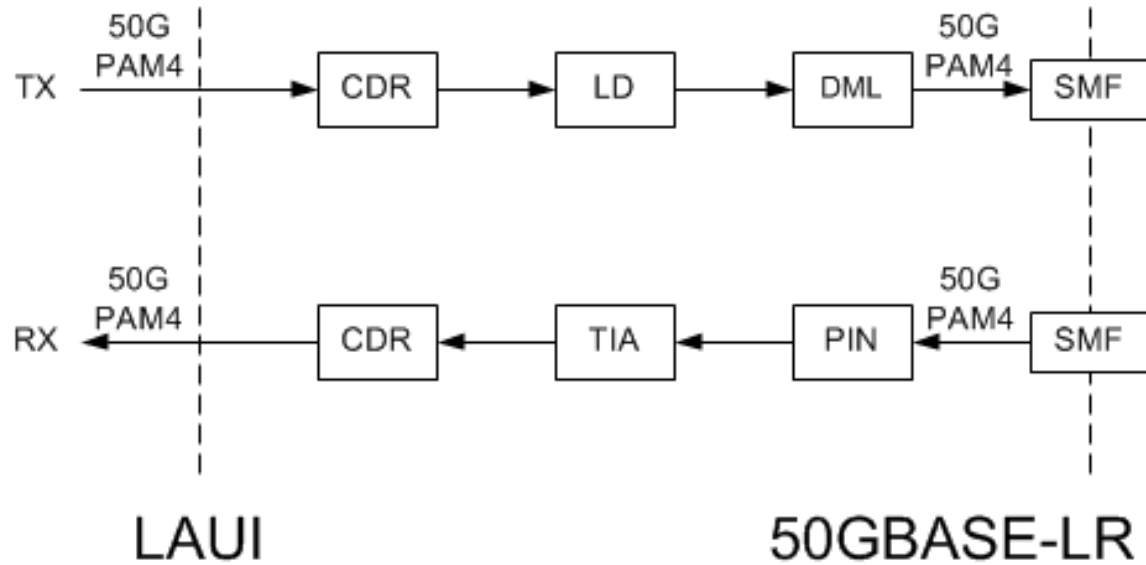 50G
PAM4
50G
PAM4
TX
CDR
LD
DML
SMF
50G
PAM4
50G
PAM4
RX
CDR
TIA
PIN
SMF
LAUI
50GBASE-LR